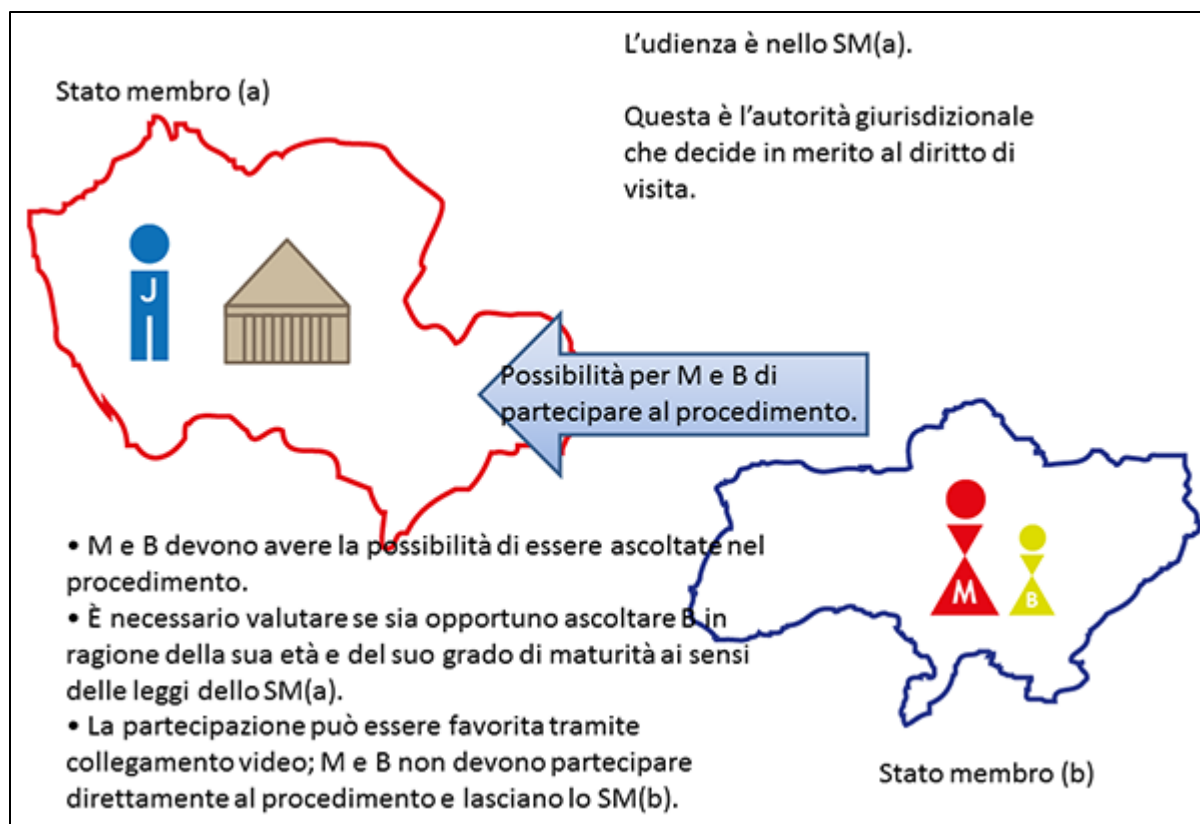 L'udienza è nello SM(a).
Stato membro (a)
Questa è l'autorità giurisdizionale
che decide in merito al diritto di
visita.
J
Possibilità per M e B di
partecipare al procedimento.
M
B
• M e B devono avere la possibilità di essere ascoltate nel
procedimento.
• È necessario valutare se sia opportuno ascoltare B in
ragione della sua età e del suo grado di maturità ai sensi
delle leggi dello SM(a).
• La partecipazione può essere favorita tramite
collegamento video; M e B non devono partecipare
direttamente al procedimento e lasciano lo SM(b).
Stato membro (b)